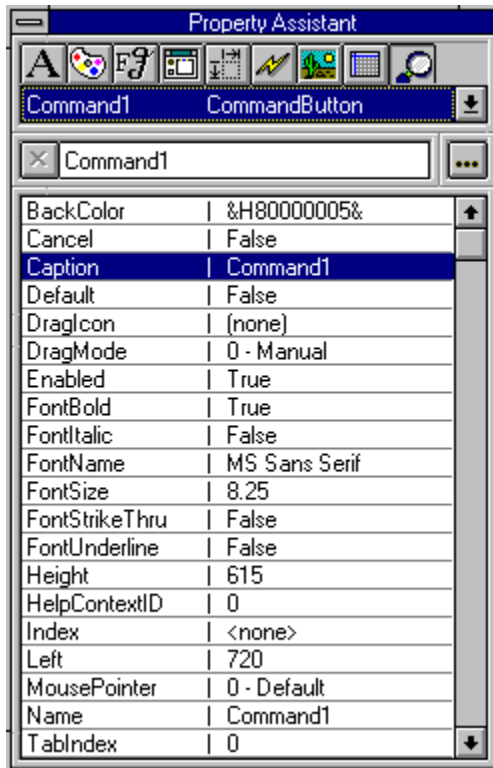 Property Assistant
A FJ
Command1 CommandButton
Command1 ...
BackColor | &H80000005&
Cancel | False
Caption | Command1
Default | False
DragIcon | (none)
DragMode | 0 - Manual
Enabled | True
FontBold | True
FontItalic | False
FontName | MS Sans Serif
FontSize | 8.25
FontStrikeThru | False
FontUnderline | False
Height | 615
HelpContextID | 0
Index | <none>
Left | 720
MousePointer | 0 - Default
Name | Command1
TabIndex | 0